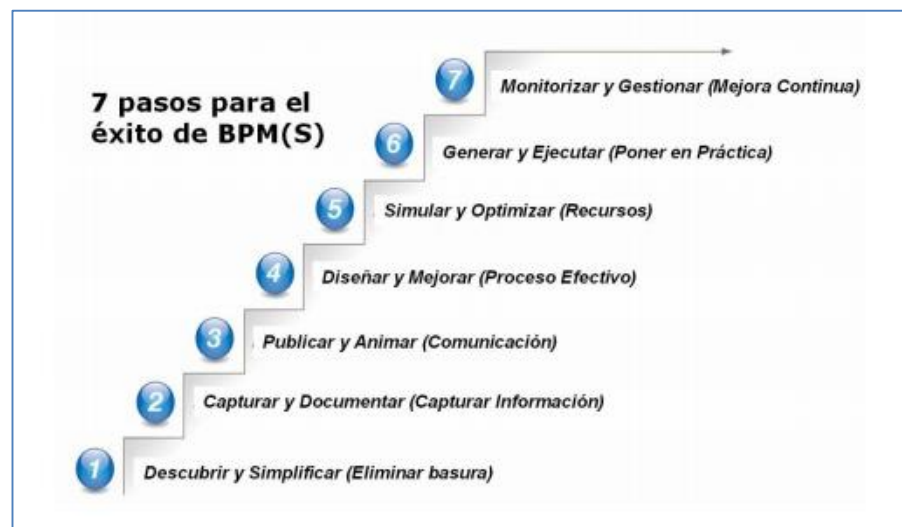 7 pasos para el
éxito de BPM(S)
7
Monitorizar y Gestionar (Mejora Continua)
6
Generar y Ejecutar (Poner en Práctica)
5
Simular y Optimizar (Recursos)
4
Diseñar y Mejorar (Proceso Efectivo)
3
Publicar y Animar (Comunicación)
2
Capturar y Documentar (Capturar Información)
1
Descubrir y Simplificar (Eliminar basura)